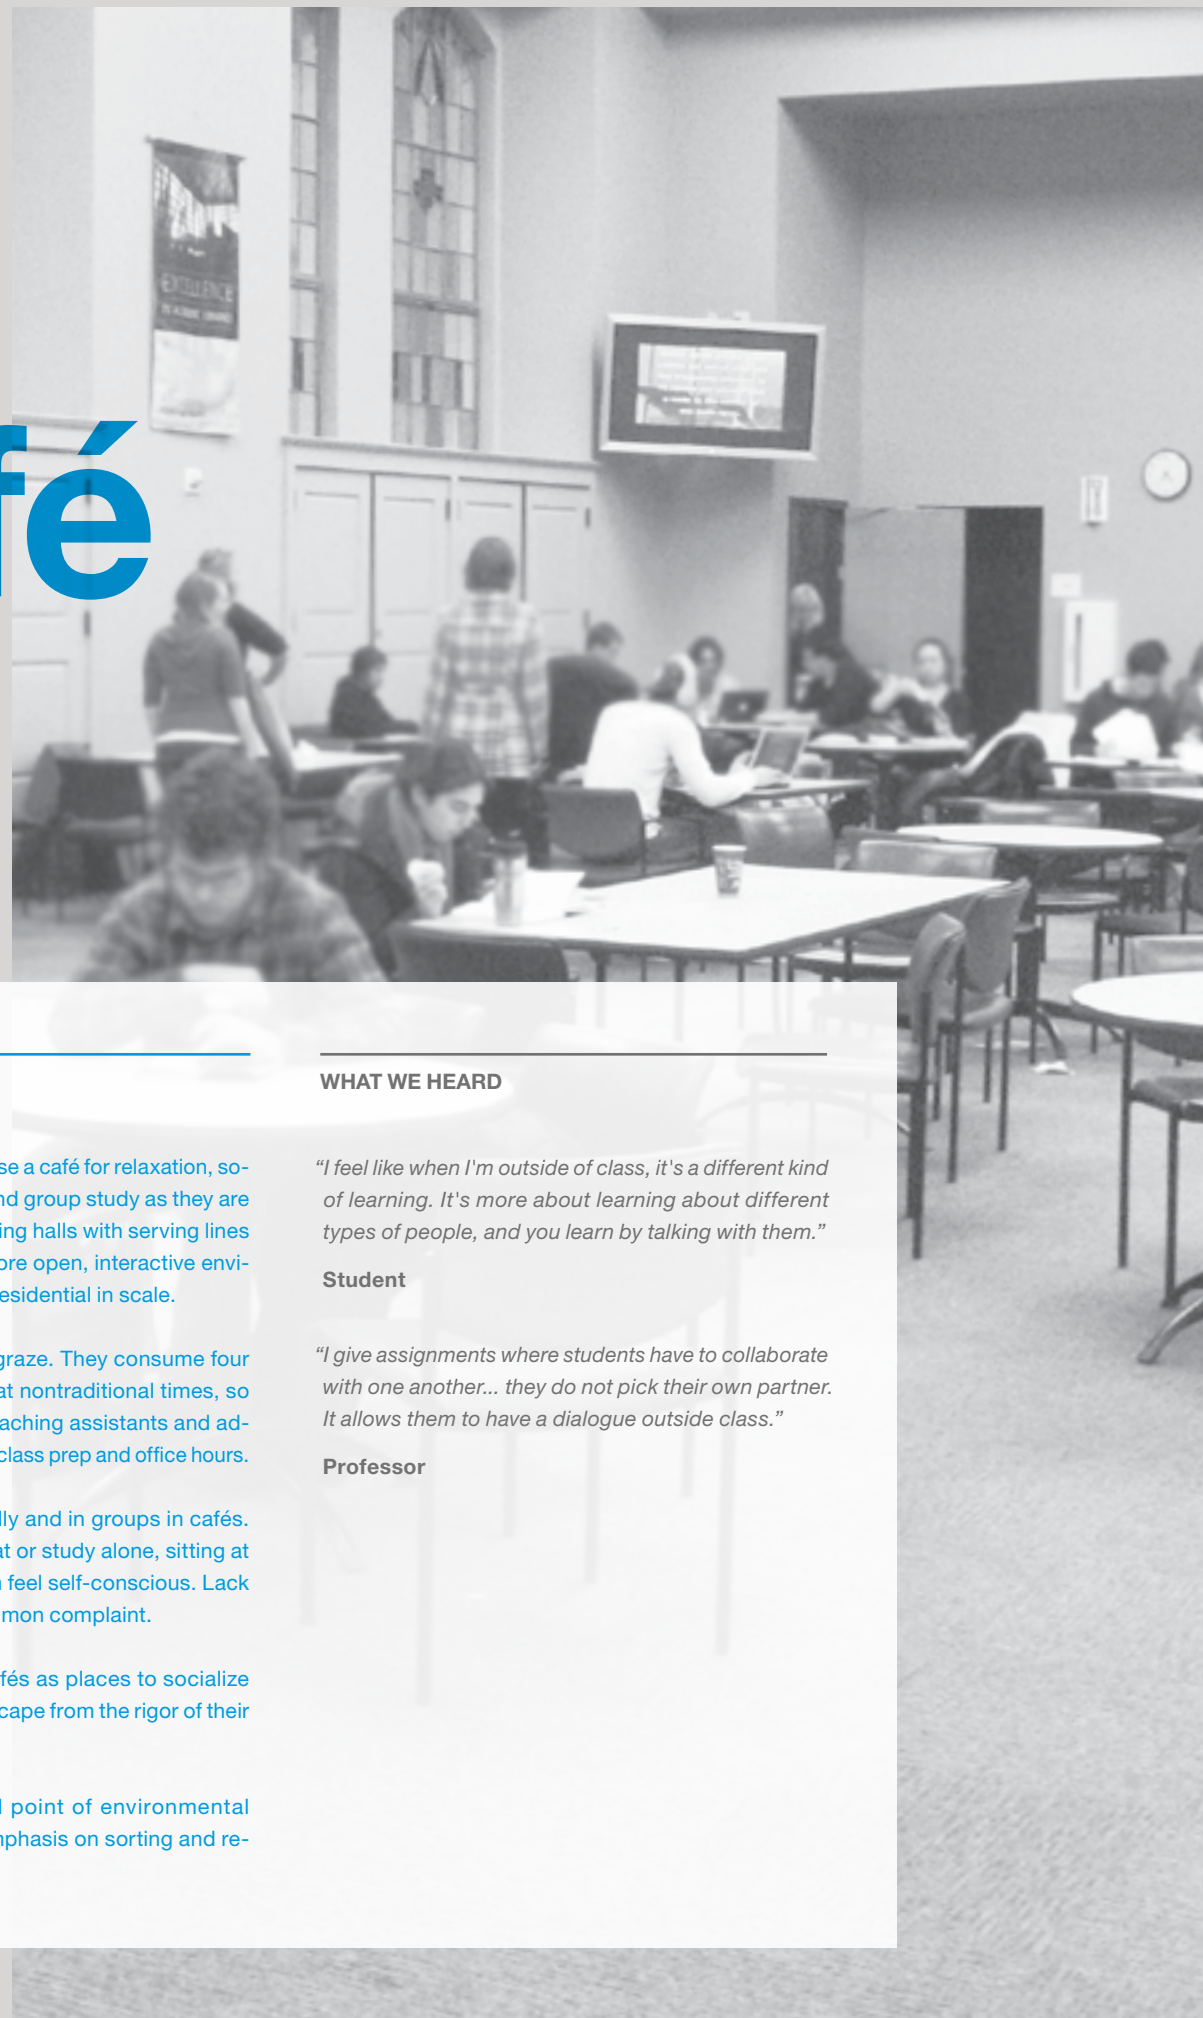 EXCELLENCE
fé
se a café for relaxation, so-
nd group study as they are
ing halls with serving lines
ore open, interactive envi-
esidential in scale.
graze. They consume four
at nontraditional times, so
aching assistants and ad-
class prep and office hours.
lly and in groups in cafés.
at or study alone, sitting at
feel self-conscious. Lack
mon complaint.
fés as places to socialize
cape from the rigor of their
point of environmental
nphasis on sorting and re-
WHAT WE HEARD
“I feel like when I'm outside of class, it's a different kind
of learning. It's more about learning about different
types of people, and you learn by talking with them.”
Student
“I give assignments where students have to collaborate
with one another... they do not pick their own partner.
It allows them to have a dialogue outside class.”
Professor